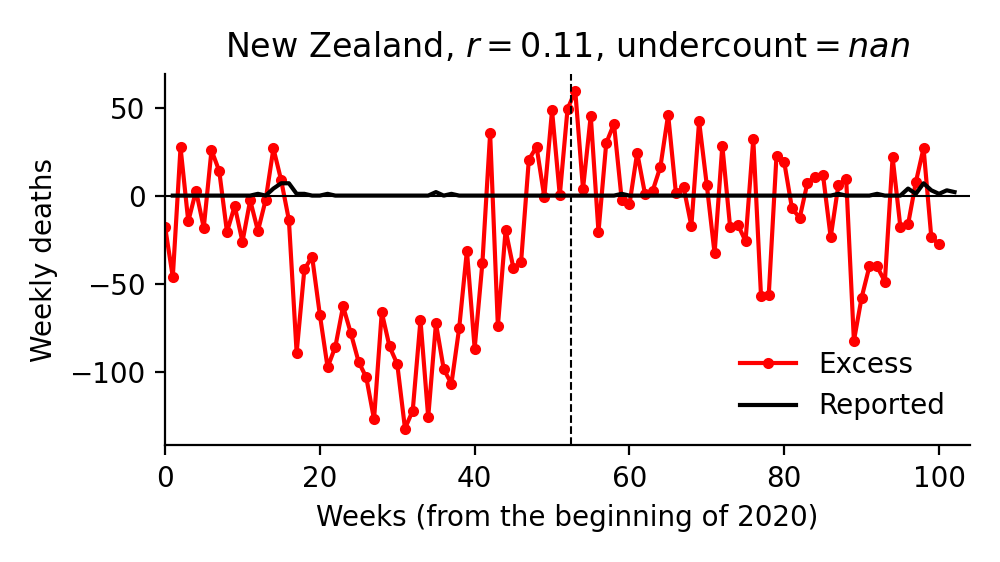 New Zealand, r = 0.11, undercount = nan
50
0
−50
−100
Weekly deaths
Excess
Reported
0 20 40 60 80 100
Weeks (from the beginning of 2020)